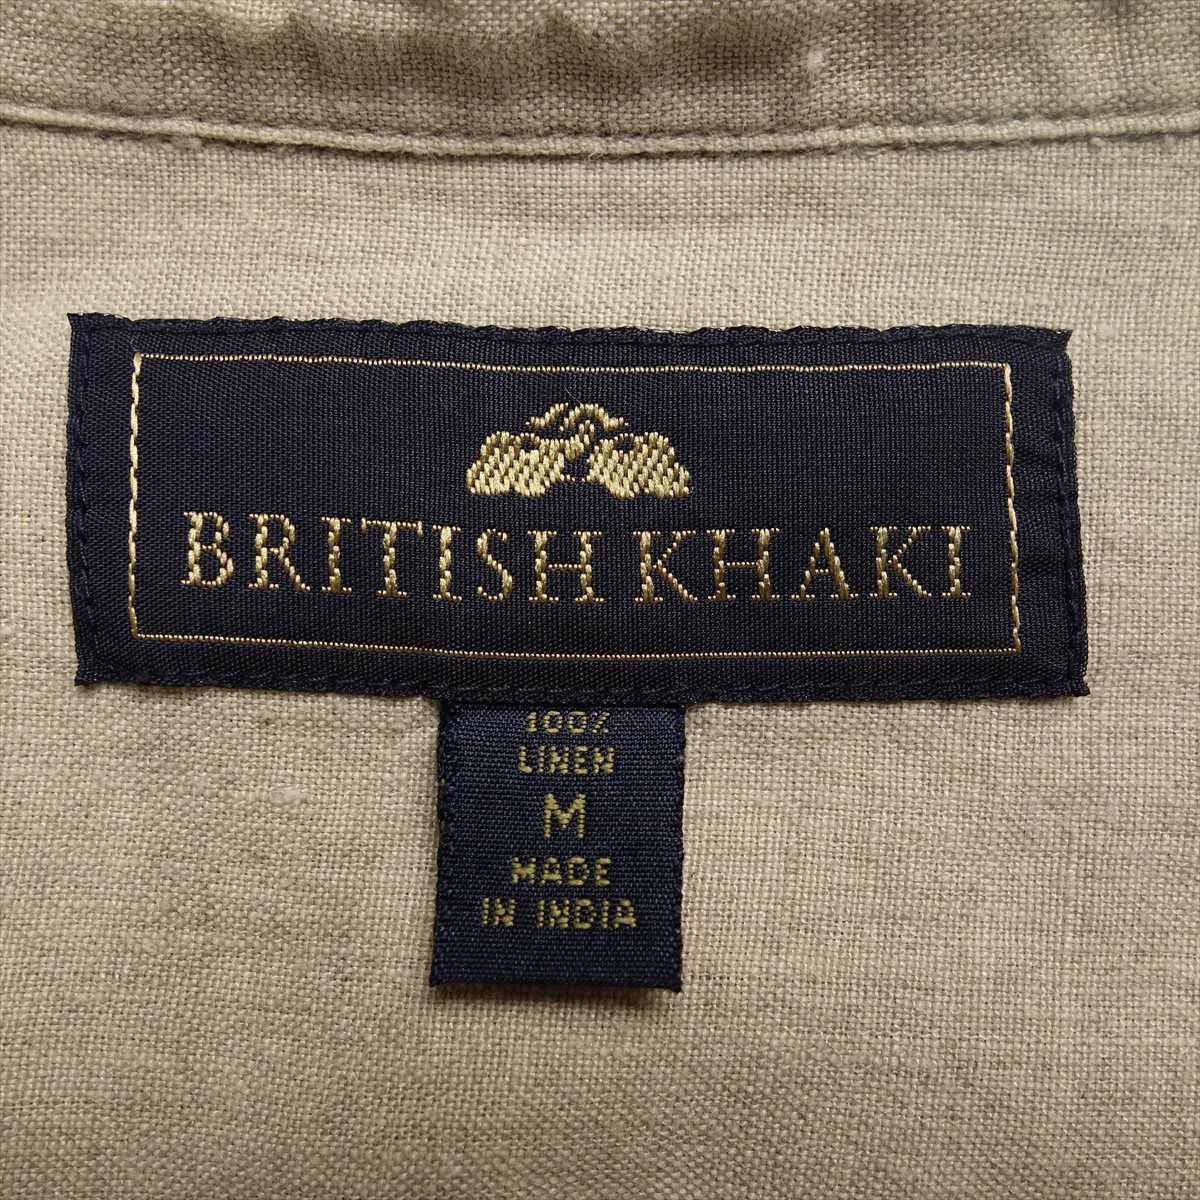 BRITISH KHAKI
100%
LINEN
M
MADE
IN INDIA